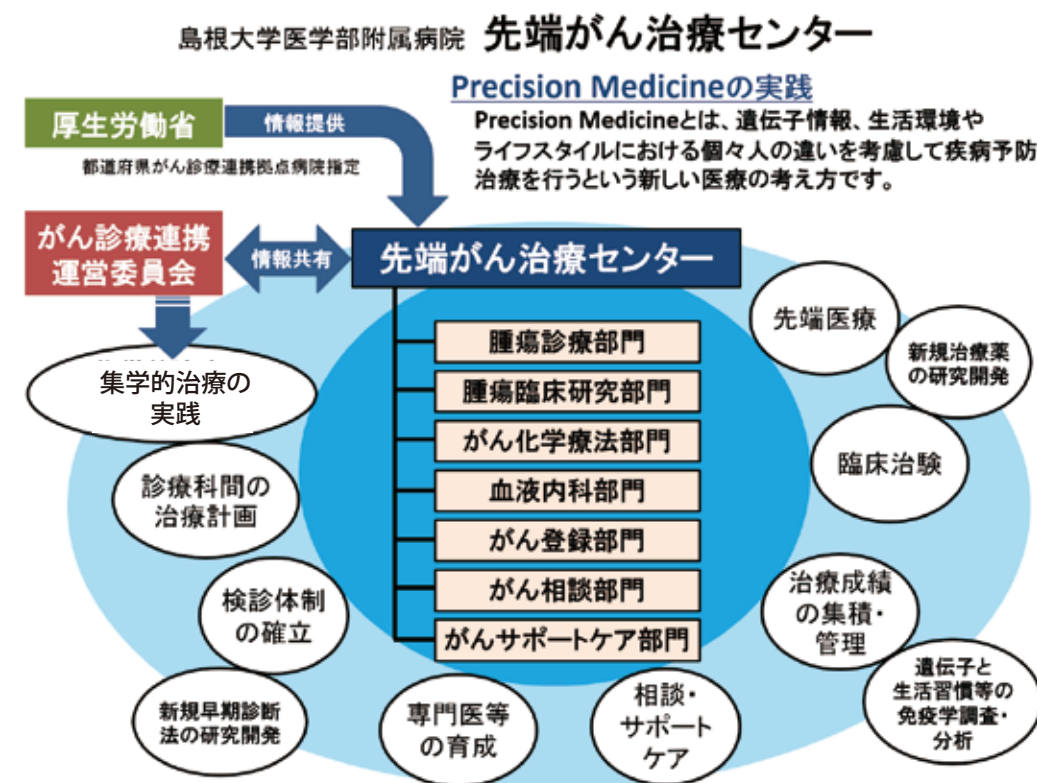 島根大学医学部附属病院 先端がん治療センター
Precision Medicineの実践
Precision Medicineとは、遺伝子情報、生活環境や
ライフスタイルにおける個々人の違いを考慮して疾病予防
治療を行うという新しい医療の考え方です。
厚生労働省
情報提供
都道府県がん診療連携拠点病院指定
がん診療連携
運営委員会
情報共有
先端がん治療センター
腫瘍診療部門
腫瘍臨床研究部門
がん化学療法部門
血液内科部門
がん登録部門
がん相談部門
がんサポートケア部門
集学的治療の
実践
診療科間の
治療計画
検診体制
の確立
新規早期診断
法の研究開発
専門医等
の育成
相談・
サポート
ケア
先端医療
新規治療薬
の研究開発
臨床治験
治療成績
の集積・
管理
遺伝子と
生活習慣等の
免疫学調査・
分析